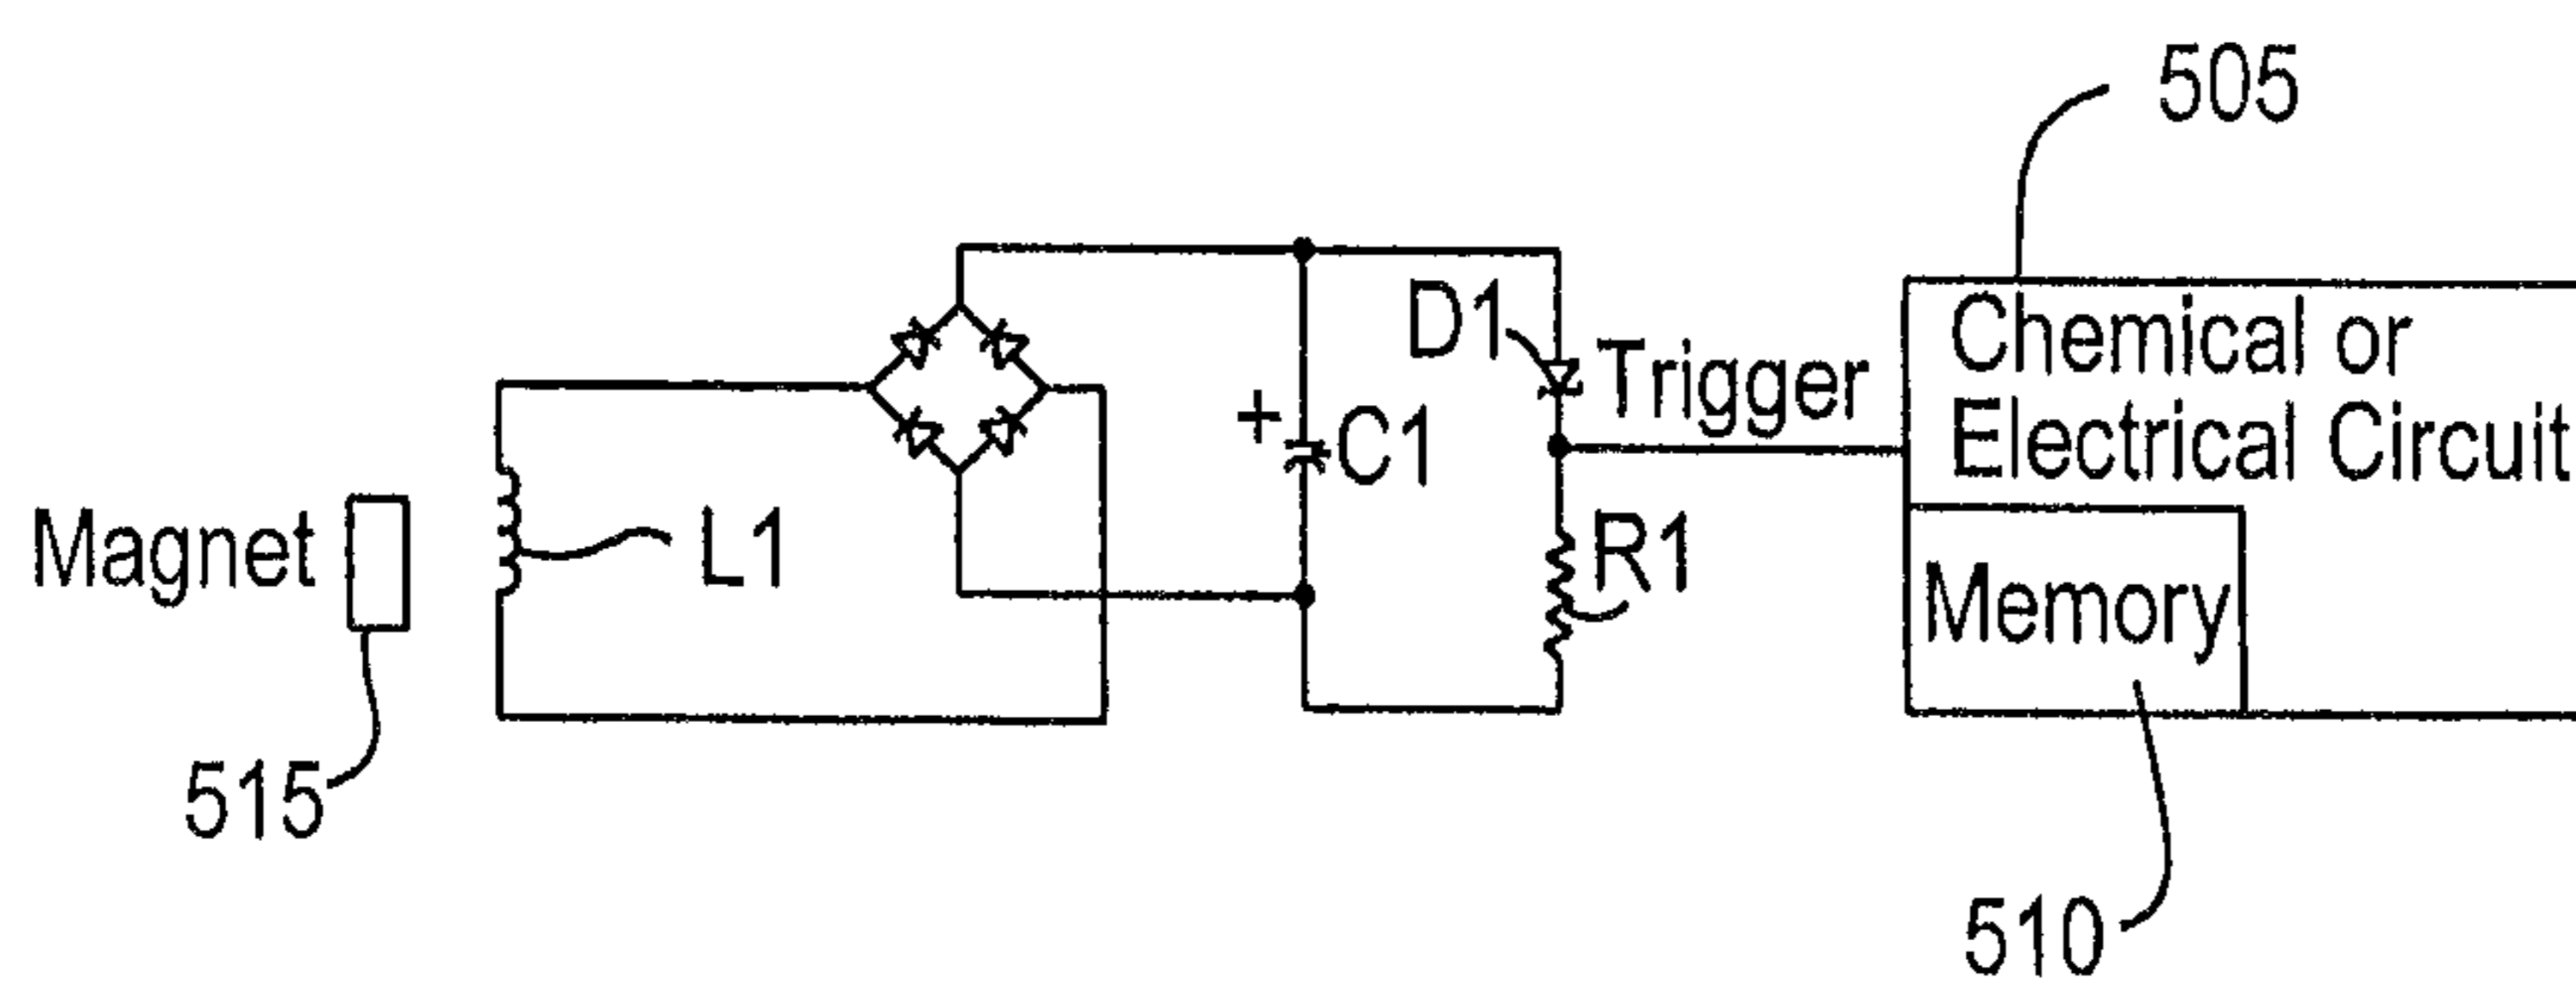 505
D1
Trigger
Chemical or
Electrical Circuit
+
C1
Magnet
L1
R1
Memory
515
510